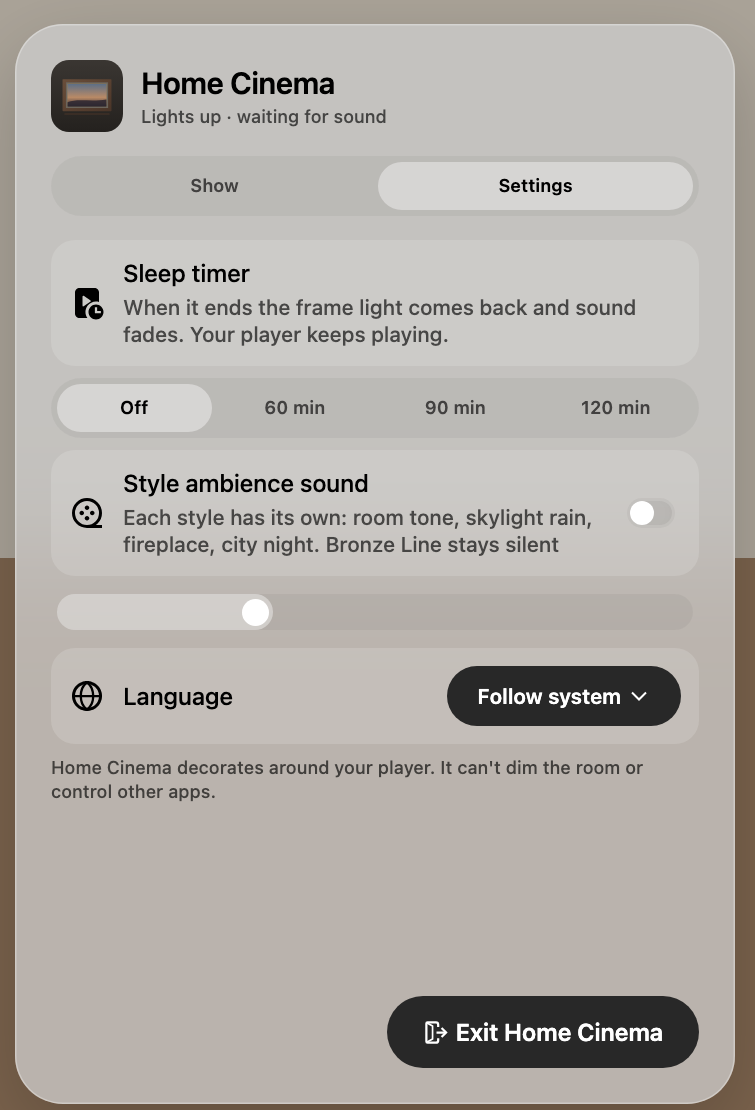 Home Cinema
Lights up · waiting for sound
Show
Settings
Sleep timer
When it ends the frame light comes back and sound
fades. Your player keeps playing.
Off
60 min
90 min
120 min
Style ambience sound
Each style has its own: room tone, skylight rain,
fireplace, city night. Bronze Line stays silent
Language
Follow system
Home Cinema decorates around your player. It can't dim the room or
control other apps.
Exit Home Cinema